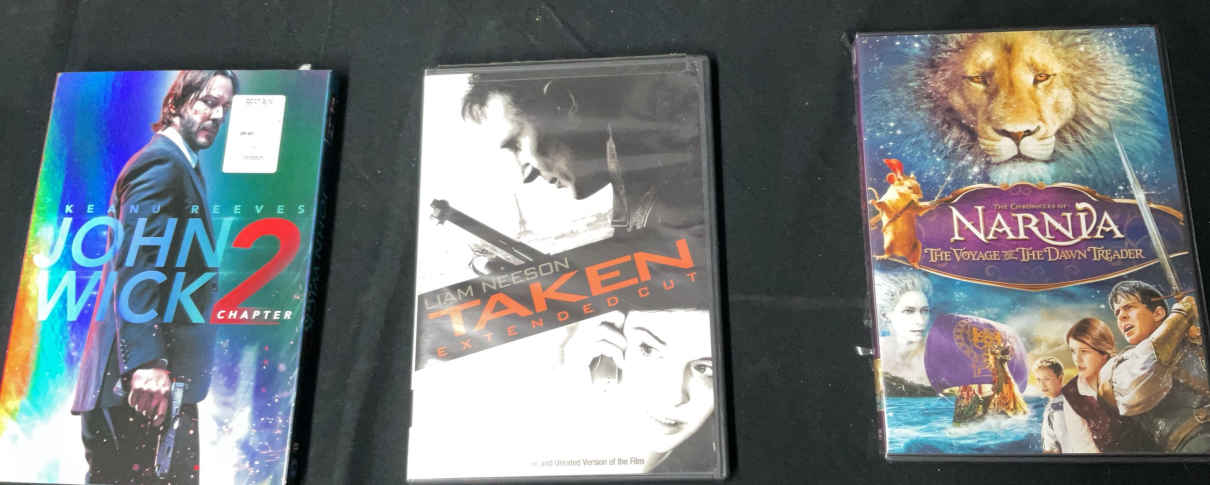 KEANU REEVES
JOHN
WICK 2
CHAPTER
LIAM NEESON
TAKEN
EXTENDED CUT
and Unrated Version of the Film
THE CHRONICLES OF
NARNIA
THE VOYAGE OF THE DAWN TREADER